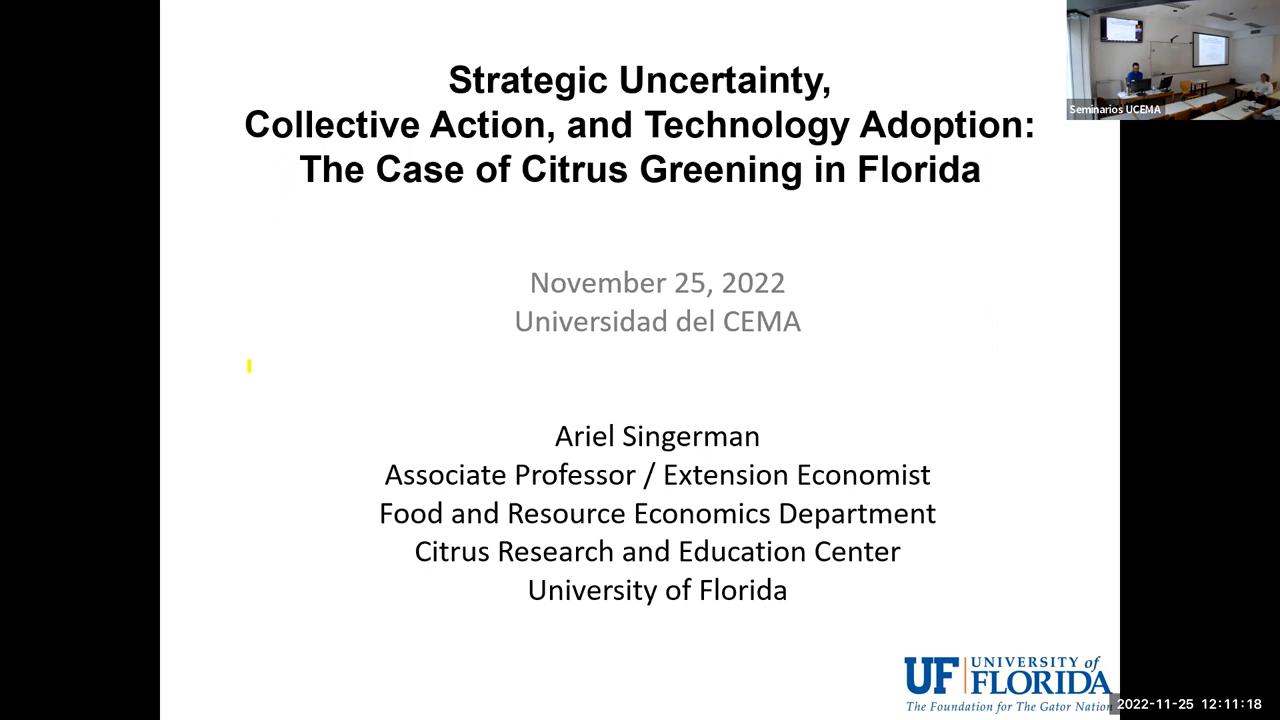 Strategic Uncertainty,
Collective Action, and Technology Adoption:
The Case of Citrus Greening in Florida
Seminarios UCEMA
November 25, 2022
Universidad del CEMA
Ariel Singerman
Associate Professor / Extension Economist
Food and Resource Economics Department
Citrus Research and Education Center
University of Florida
UF UNIVERSITY of
FLORIDA
The Foundation for The Gator Nation
2022-11-25 12:11:18